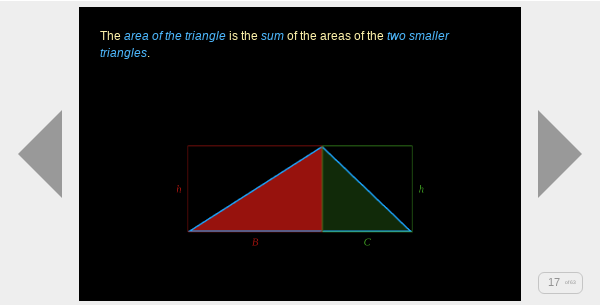 The area of the triangle is the sum of the areas of the two smaller
triangles.
h
h
B
C
17